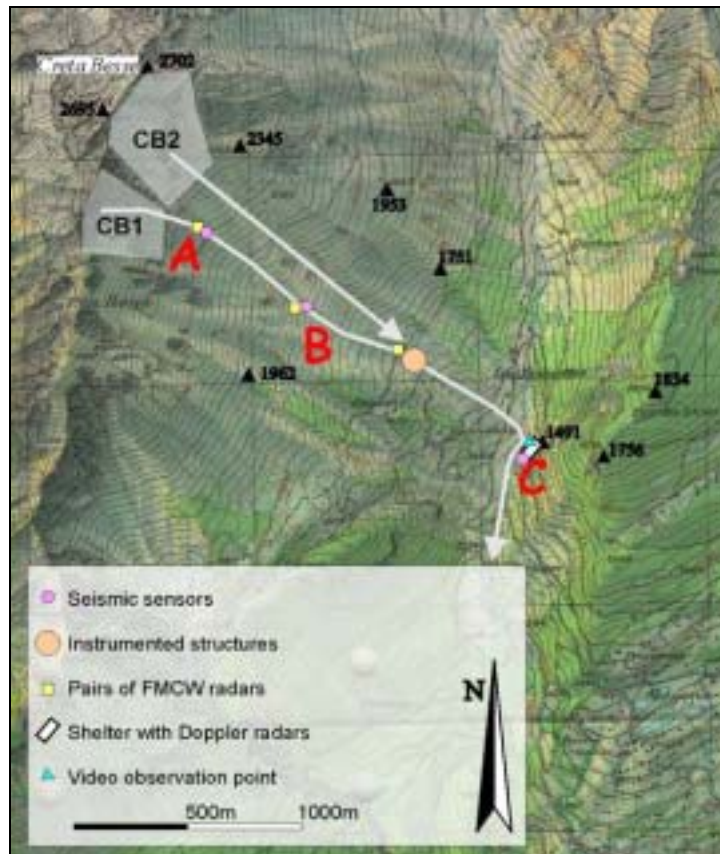 Creta Besse
2702
2695
CB2
2345
1953
CB1
A
1751
B
1962
1834
1491
1756
C
Seismic sensors
Instrumented structures
Pairs of FMCW radars
Shelter with Doppler radars
Video observation point
N
500m 1000m